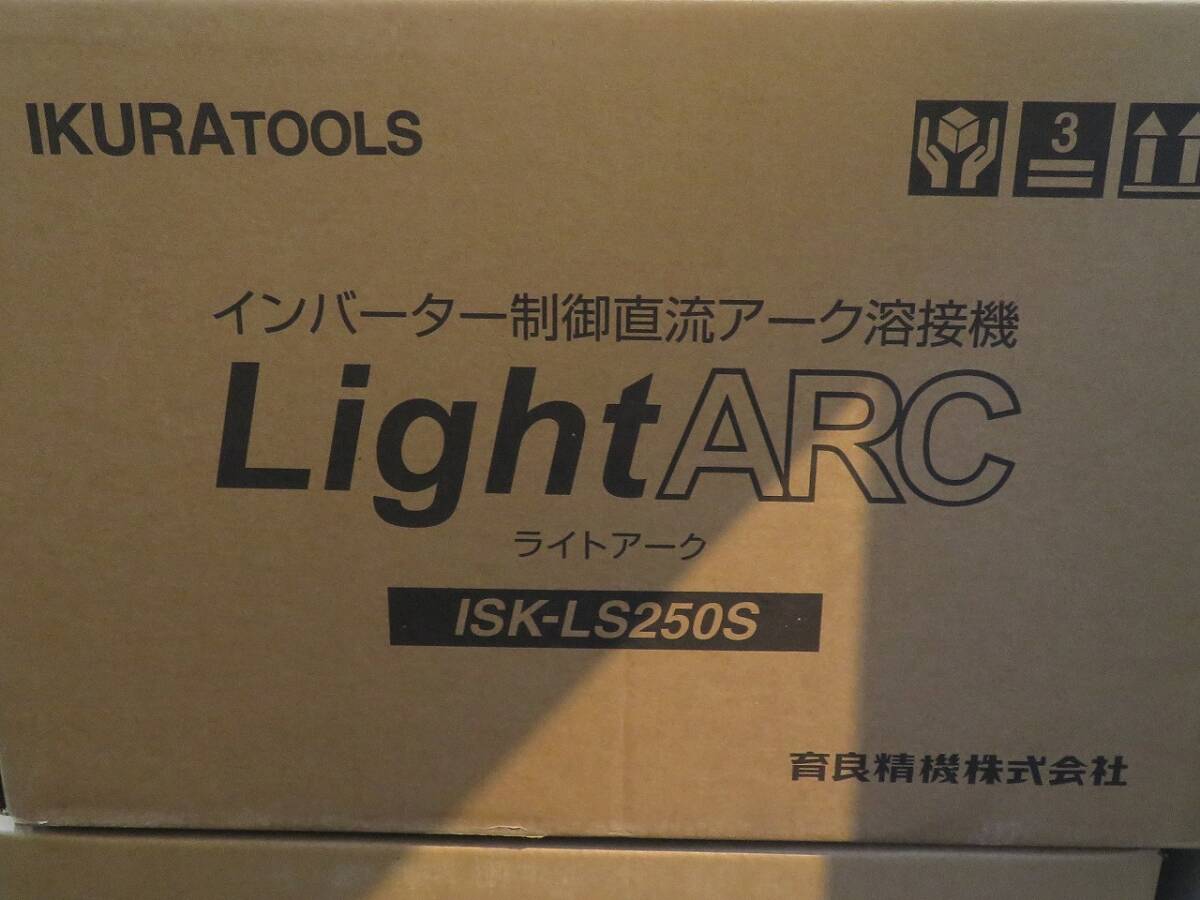 IKURATOOLS
3
インバーター制御直流アーク溶接機
LightARC
ライトアーク
ISK-LS250S
育良精機株式会社